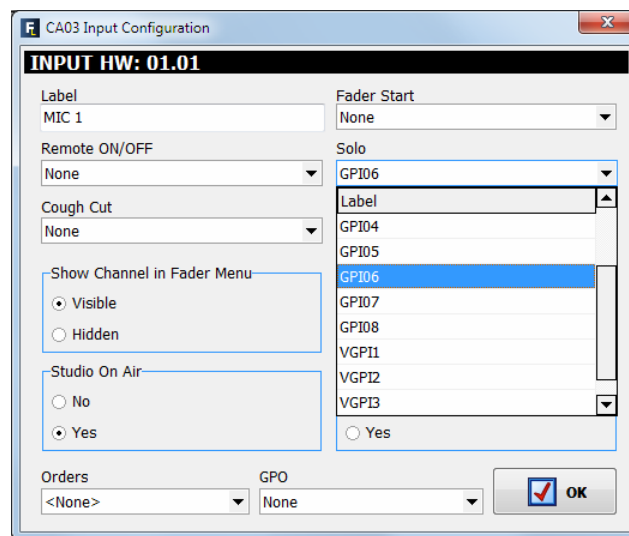 CA03 Input Configuration
INPUT HW: 01.01
Label
MIC 1
Fader Start
None
Remote ON/OFF
None
Solo
GPI06
Cough Cut
None
Label
GPI04
GPI05
GPI06
GPI07
GPI08
VGPI1
VGPI2
VGPI3
Show Channel in Fader Menu
Visible
Hidden
Studio On Air
No
Yes
Yes
Orders
<None>
GPO
None
OK